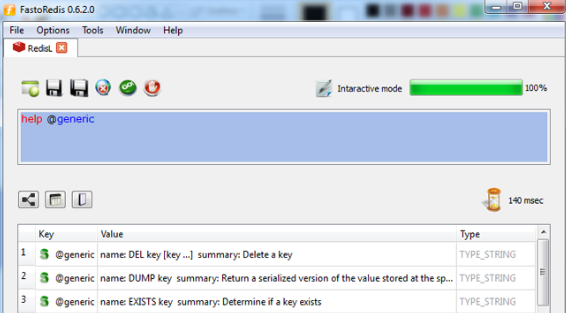 FastoRedis 0.6.2.0
File Options Tools Window Help
RedisL
Intaractive mode 100%
help @generic
140 msec
Key Value Type
1 @generic name: DEL key [key ...] summary: Delete a key TYPE_STRING
2 @generic name: DUMP key summary: Return a serialized version of the value stored at the sp... TYPE_STRING
3 @generic name: EXISTS key summary: Determine if a key exists TYPE_STRING